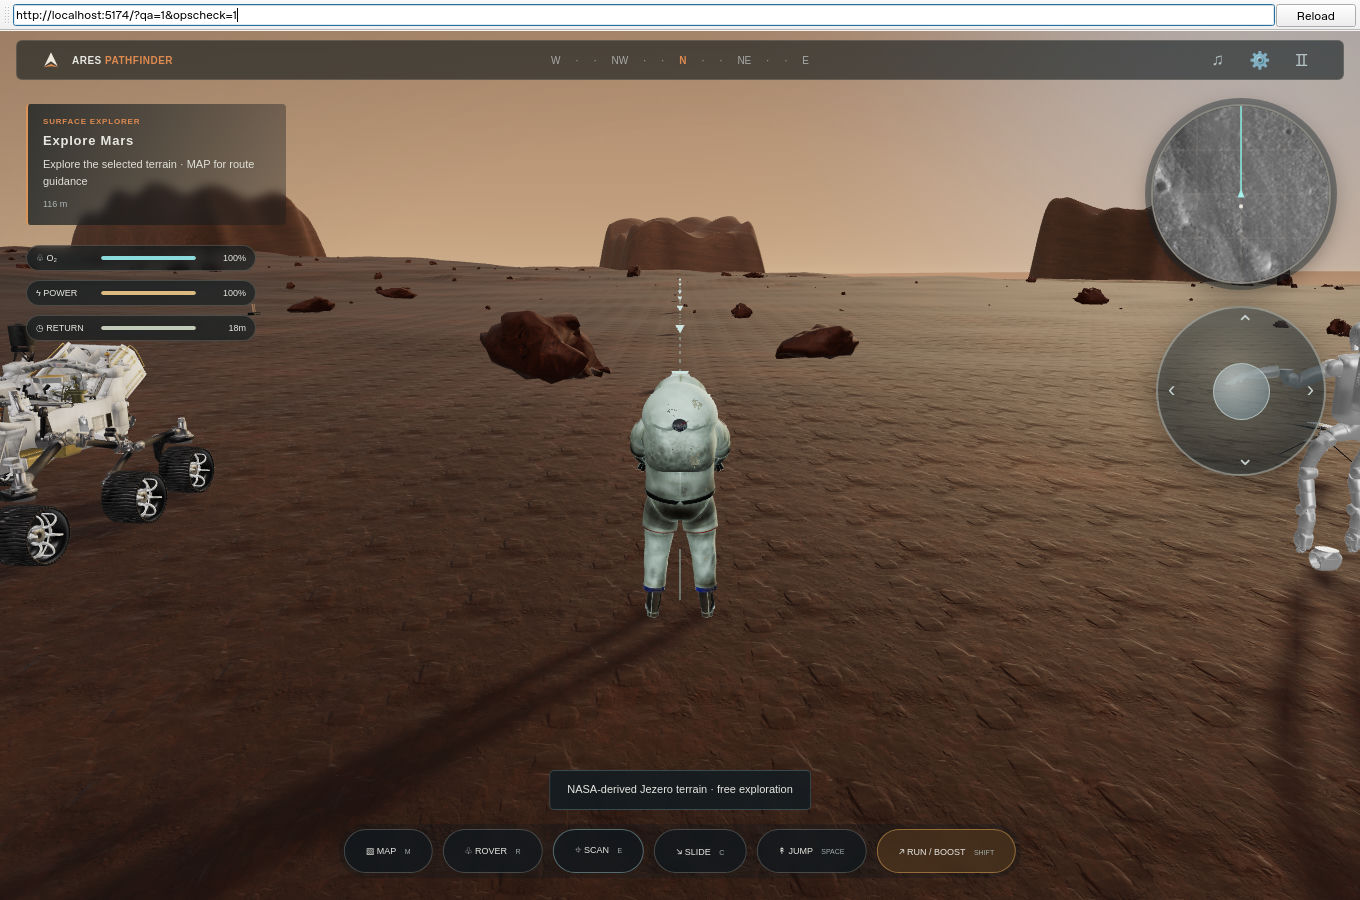 http://localhost:5174/?qa=1&opscheck=1
Reload
ARES PATHFINDER
W · · NW · · N · · NE · · E
SURFACE EXPLORER
Explore Mars
Explore the selected terrain · MAP for route
guidance
116 m
O₂ 100%
POWER 100%
RETURN 18m
NASA-derived Jezero terrain · free exploration
MAP M
ROVER R
SCAN E
SLIDE C
JUMP SPACE
RUN / BOOST SHIFT